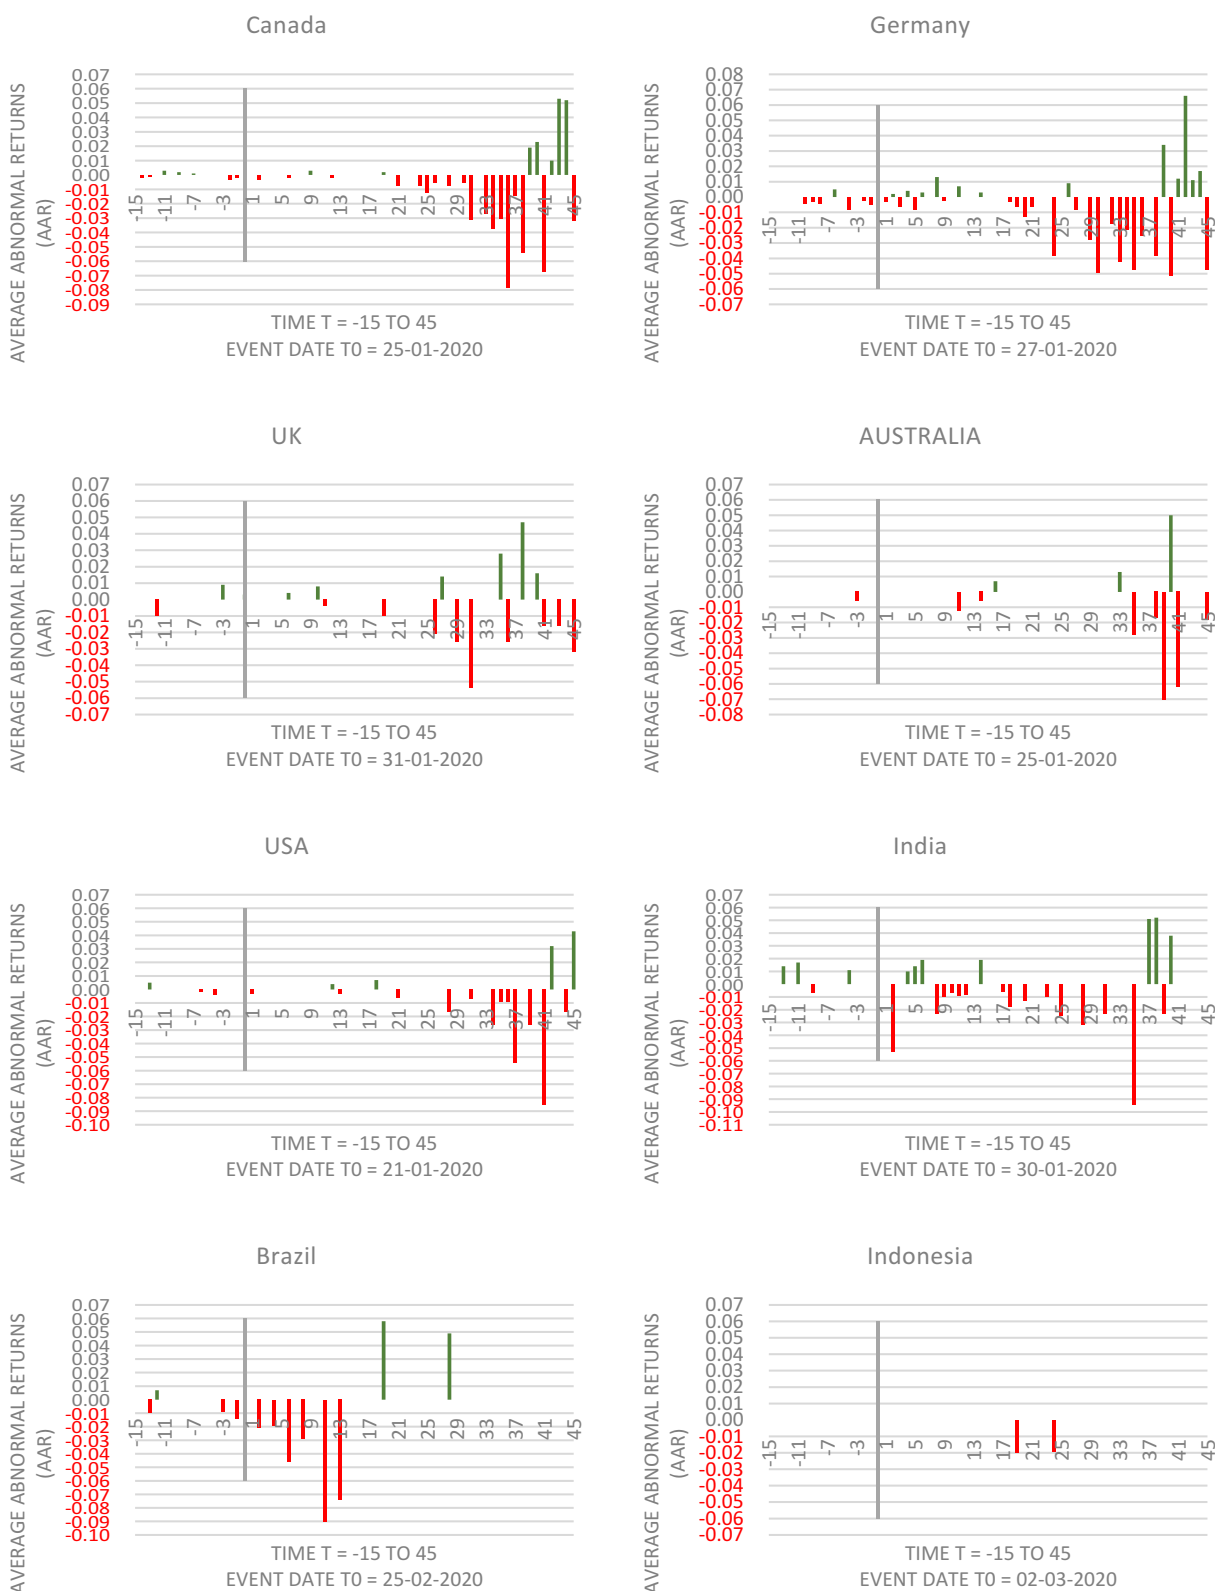 Canada
AVERAGE ABNORMAL RETURNS
(AAR)
0.07
0.06
0.05
0.04
0.03
0.02
0.01
0.00
-0.01
-0.02
-0.03
-0.04
-0.05
-0.06
-0.07
-0.08
-0.09
-15 -11 -7 -3 1 5 9 13 17 21 25 29 33 37 41 45
TIME T = -15 TO 45
EVENT DATE T0 = 25-01-2020
Germany
AVERAGE ABNORMAL RETURNS
(AAR)
0.08
0.07
0.06
0.05
0.04
0.03
0.02
0.01
0.00
-0.01
-0.02
-0.03
-0.04
-0.05
-0.06
-0.07
-15 -11 -7 -3 1 5 9 13 17 21 25 29 33 37 41 45
TIME T = -15 TO 45
EVENT DATE T0 = 27-01-2020
UK
AVERAGE ABNORMAL RETURNS
(AAR)
0.07
0.06
0.05
0.04
0.03
0.02
0.01
0.00
-0.01
-0.02
-0.03
-0.04
-0.05
-0.06
-0.07
-15 -11 -7 -3 1 5 9 13 17 21 25 29 33 37 41 45
TIME T = -15 TO 45
EVENT DATE T0 = 31-01-2020
AUSTRALIA
AVERAGE ABNORMAL RETURNS
(AAR)
0.07
0.06
0.05
0.04
0.03
0.02
0.01
0.00
-0.01
-0.02
-0.03
-0.04
-0.05
-0.06
-0.07
-0.08
-15 -11 -7 -3 1 5 9 13 17 21 25 29 33 37 41 45
TIME T = -15 TO 45
EVENT DATE T0 = 25-01-2020
USA
AVERAGE ABNORMAL RETURNS
(AAR)
0.07
0.06
0.05
0.04
0.03
0.02
0.01
0.00
-0.01
-0.02
-0.03
-0.04
-0.05
-0.06
-0.07
-0.08
-0.09
-0.10
-15 -11 -7 -3 1 5 9 13 17 21 25 29 33 37 41 45
TIME T = -15 TO 45
EVENT DATE T0 = 21-01-2020
India
AVERAGE ABNORMAL RETURNS
(AAR)
0.07
0.06
0.05
0.04
0.03
0.02
0.01
0.00
-0.01
-0.02
-0.03
-0.04
-0.05
-0.06
-0.07
-0.08
-0.09
-0.10
-0.11
-15 -11 -7 -3 1 5 9 13 17 21 25 29 33 37 41 45
TIME T = -15 TO 45
EVENT DATE T0 = 30-01-2020
Brazil
AVERAGE ABNORMAL RETURNS
(AAR)
0.07
0.06
0.05
0.04
0.03
0.02
0.01
0.00
-0.01
-0.02
-0.03
-0.04
-0.05
-0.06
-0.07
-0.08
-0.09
-0.10
-15 -11 -7 -3 1 5 9 13 17 21 25 29 33 37 41 45
TIME T = -15 TO 45
EVENT DATE T0 = 25-02-2020
Indonesia
AVERAGE ABNORMAL RETURNS
(AAR)
0.07
0.06
0.05
0.04
0.03
0.02
0.01
0.00
-0.01
-0.02
-0.03
-0.04
-0.05
-0.06
-0.07
-15 -11 -7 -3 1 5 9 13 17 21 25 29 33 37 41 45
TIME T = -15 TO 45
EVENT DATE T0 = 02-03-2020